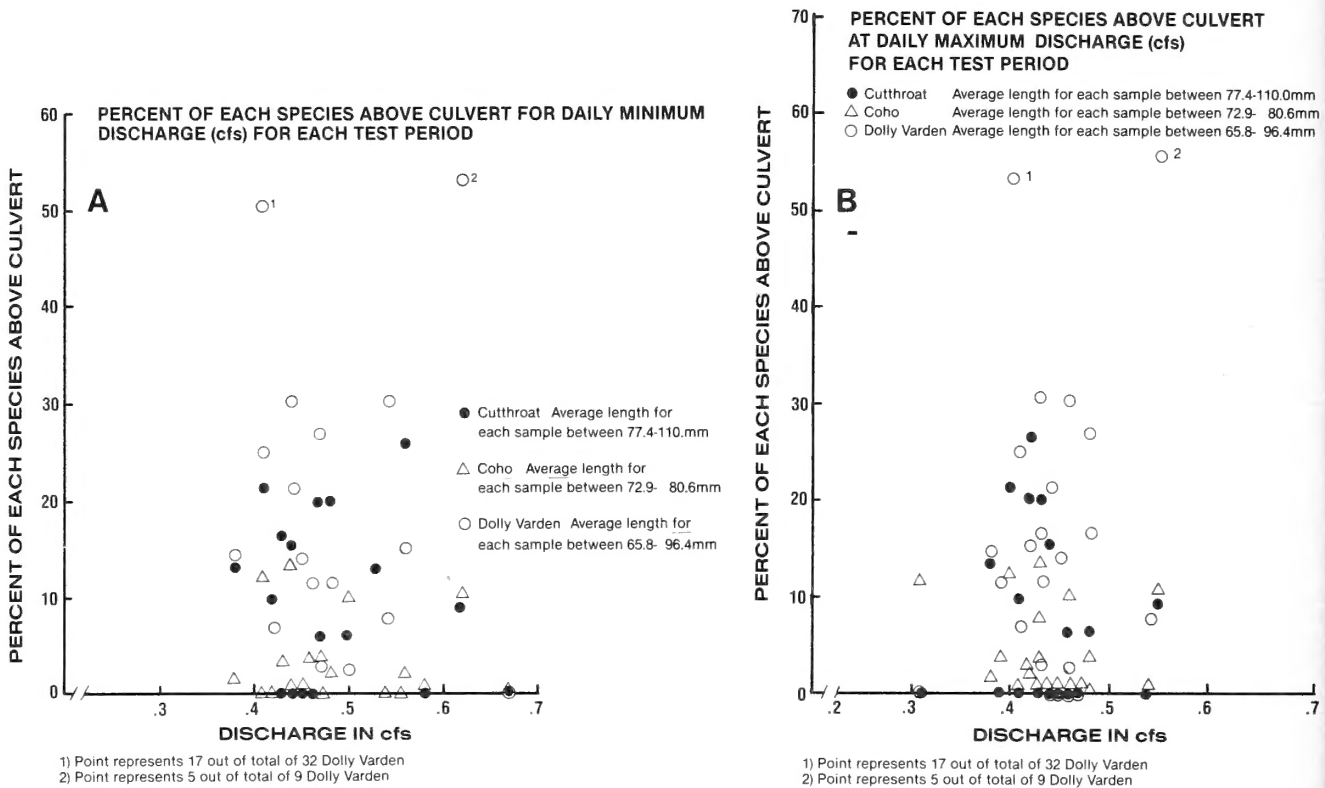 PERCENT OF EACH SPECIES ABOVE CULVERT FOR DAILY MINIMUM
DISCHARGE (cfs) FOR EACH TEST PERIOD
A
PERCENT OF EACH SPECIES ABOVE CULVERT
60
50
40
30
20
10
0
1
2
Cutthroat Average length for
each sample between 77.4-110.mm
Coho Average length for
each sample between 72.9- 80.6mm
Dolly Varden Average length for
each sample between 65.8- 96.4mm
.3
.4
.5
.6
.7
DISCHARGE IN cfs
1) Point represents 17 out of total of 32 Dolly Varden
2) Point represents 5 out of total of 9 Dolly Varden
PERCENT OF EACH SPECIES ABOVE CULVERT
AT DAILY MAXIMUM DISCHARGE (cfs)
FOR EACH TEST PERIOD
Cutthroat Average length for each sample between 77.4-110.0mm
Coho Average length for each sample between 72.9- 80.6mm
Dolly Varden Average length for each sample between 65.8- 96.4mm
B
PERCENT OF EACH SPECIES ABOVE CULVERT
70
60
50
40
30
20
10
0
1
2
.2
.3
.4
.5
.6
.7
DISCHARGE IN cfs
1) Point represents 17 out of total of 32 Dolly Varden
2) Point represents 5 out of total of 9 Dolly Varden